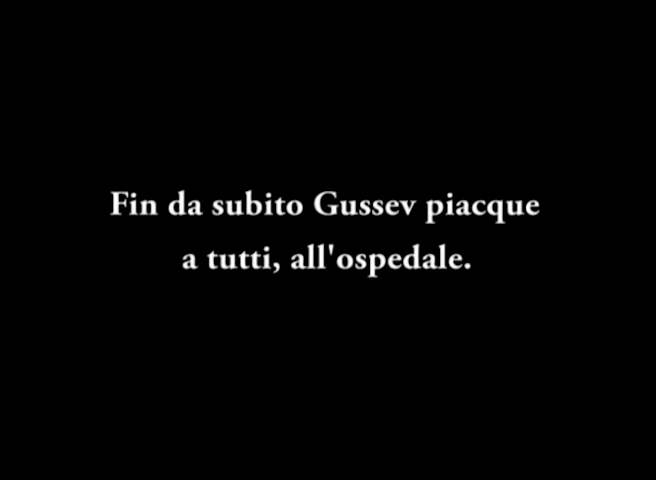 Fin da subito Gussev piacque
a tutti, all'ospedale.